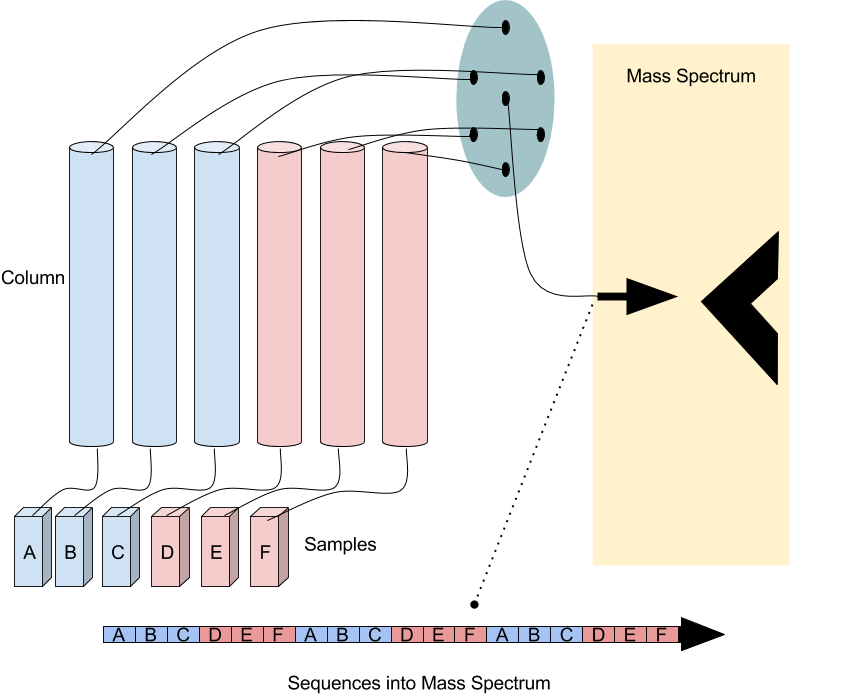 Mass Spectrum
Column
A B C D E F
Samples
A B C D E F A B C D E F A B C D E F
Sequences into Mass Spectrum